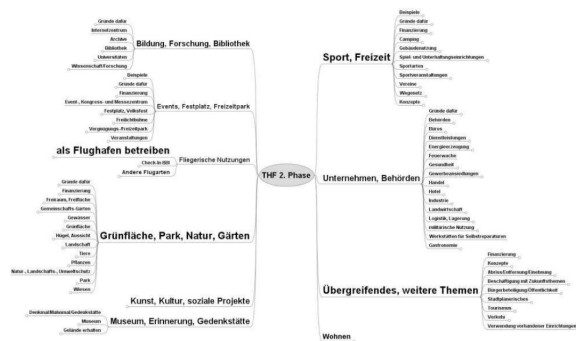 Gründe dafür
Internetzentrum
Archive
Bibliothek
Universitäten
Wissenschaft/Forschung
Bildung, Forschung, Bibliothek
Beispiele
Gründe dafür
Finanzierung
Event-, Kongress- und Messezentrum
Festplatz, Volksfest
Freilichtbühne
Vergnügungs-/Freizeitpark
Veranstaltungen
Events, Festplatz, Freizeitpark
als Flughafen betreiben
Check-In BBI
Andere Flugarten
Fliegerische Nutzungen
Gründe dafür
Finanzierung
Freiraum, Freifläche
Gemeinschafts-Gärten
Gewässer
Grünfläche
Hügel, Aussicht
Landschaft
Tiere
Pflanzen
Natur-, Landschafts-, Umweltschutz
Park
Wiesen
Grünfläche, Park, Natur, Gärten
Kunst, Kultur, soziale Projekte
Denkmal/Mahnmal/Gedenkstätte
Museum
Gelände erhalten
Museum, Erinnerung, Gedenkstätte
THF 2. Phase
Sport, Freizeit
Beispiele
Gründe dafür
Finanzierung
Camping
Gebäudenutzung
Spiel- und Unterhaltungseinrichtungen
Sportarten
Sportveranstaltungen
Vereine
Wegenetz
Konzepte
Unternehmen, Behörden
Gründe dafür
Behörden
Büros
Dienstleistungen
Energieerzeugung
Feuerwache
Gesundheit
Gewerbeansiedlungen
Handel
Hotel
Industrie
Landwirtschaft
Logistik, Lagerung
militärische Nutzung
Werkstätten für Selbstreparaturen
Gastronomie
Übergreifendes, weitere Themen
Finanzierung
Konzepte
Abriss/Entfernung/Einebnung
Beschäftigung mit Zukunftsthemen
Bürgerbeteiligung/Öffentlichkeit
Stadtplanerisches
Tourismus
Verkehr
Verwendung vorhandener Einrichtungen
Wohnen